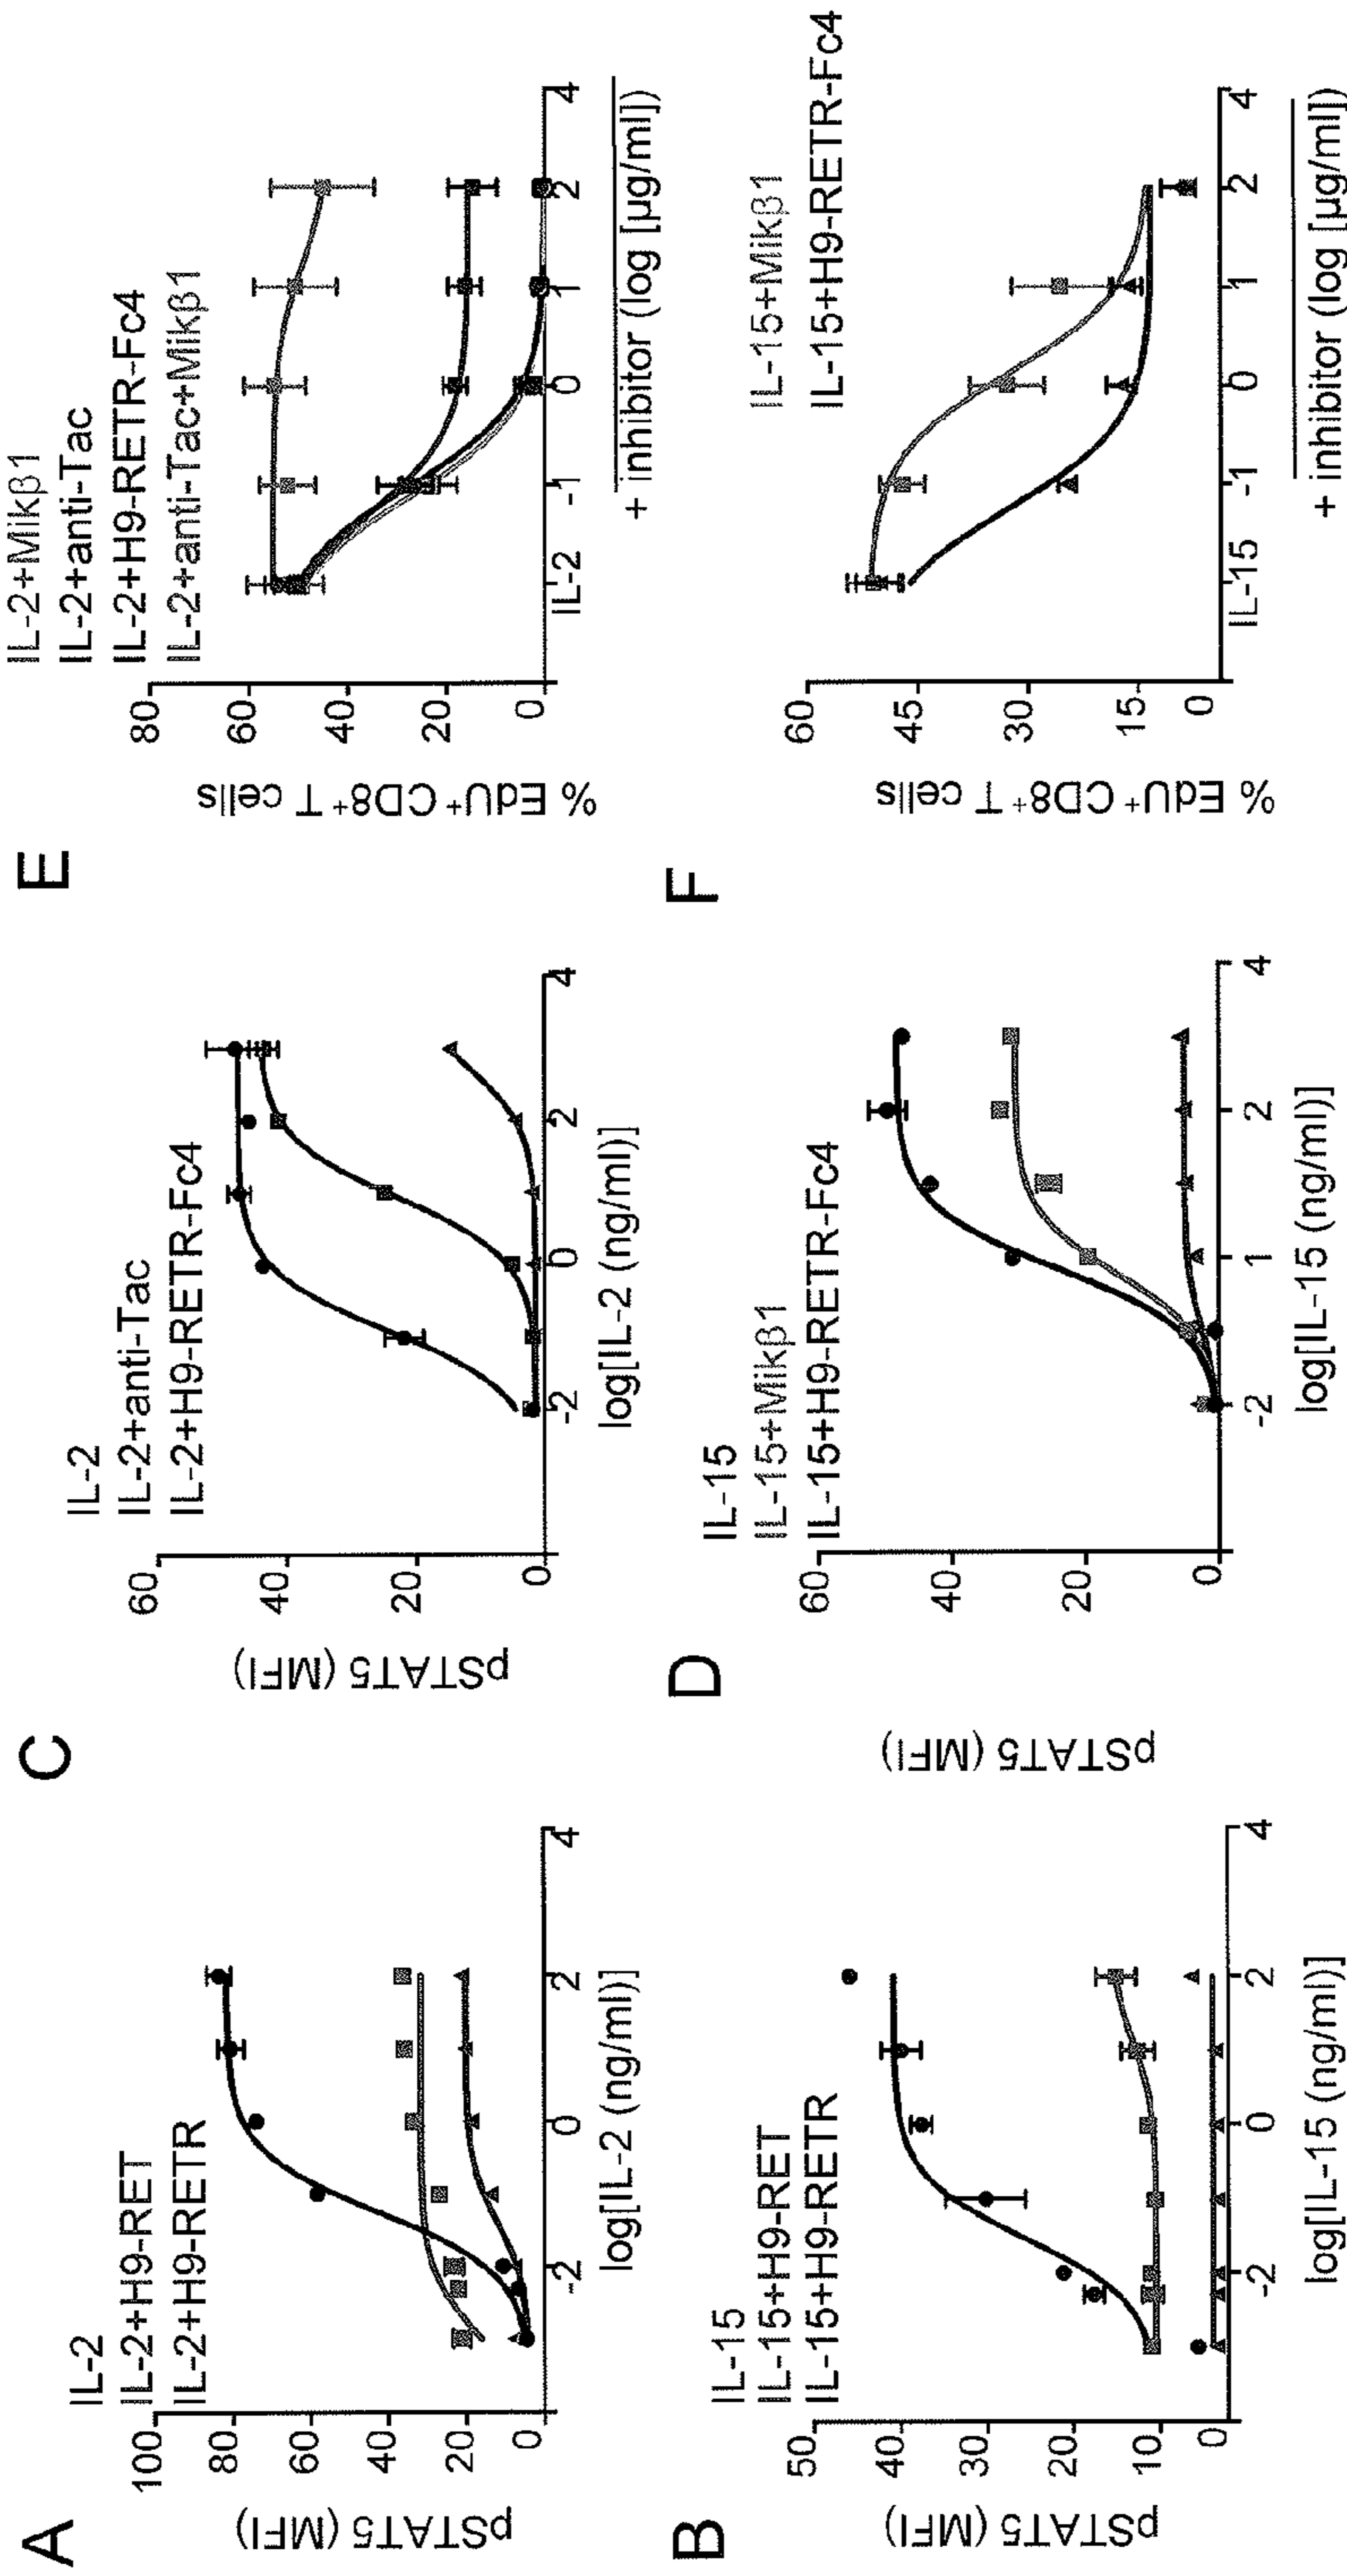 A
IL-2
IL-2+H9-RET
IL-2+H9-RETR
pSTAT5 (MFI)
100
80
60
40
20
0
-2
0
2
4
log[IL-2 (ng/ml)]
B
IL-15
IL-15+H9-RET
IL-15+H9-RETR
pSTAT5 (MFI)
50
40
30
20
10
0
-2
0
2
4
log[IL-15 (ng/ml)]
C
IL-2
IL-2+anti-Tac
IL-2+H9-RETR-Fc4
pSTAT5 (MFI)
60
40
20
0
-2
0
2
4
log[IL-2 (ng/ml)]
D
IL-15
IL-15+Mikβ1
IL-15+H9-RETR-Fc4
pSTAT5 (MFI)
60
40
20
0
-2
1
2
4
log[IL-15 (ng/ml)]
E
IL-2+Mikβ1
IL-2+anti-Tac
IL-2+H9-RETR-Fc4
IL-2+anti-Tac+Mikβ1
% EdU⁺ CD8⁺ T cells
80
60
40
20
0
IL-2
-1
0
1
2
4
+ inhibitor (log [µg/ml])
F
IL-15+Mikβ1
IL-15+H9-RETR-Fc4
% EdU⁺ CD8⁺ T cells
60
45
30
15
0
IL-15
-1
0
1
2
4
+ inhibitor (log [µg/ml])